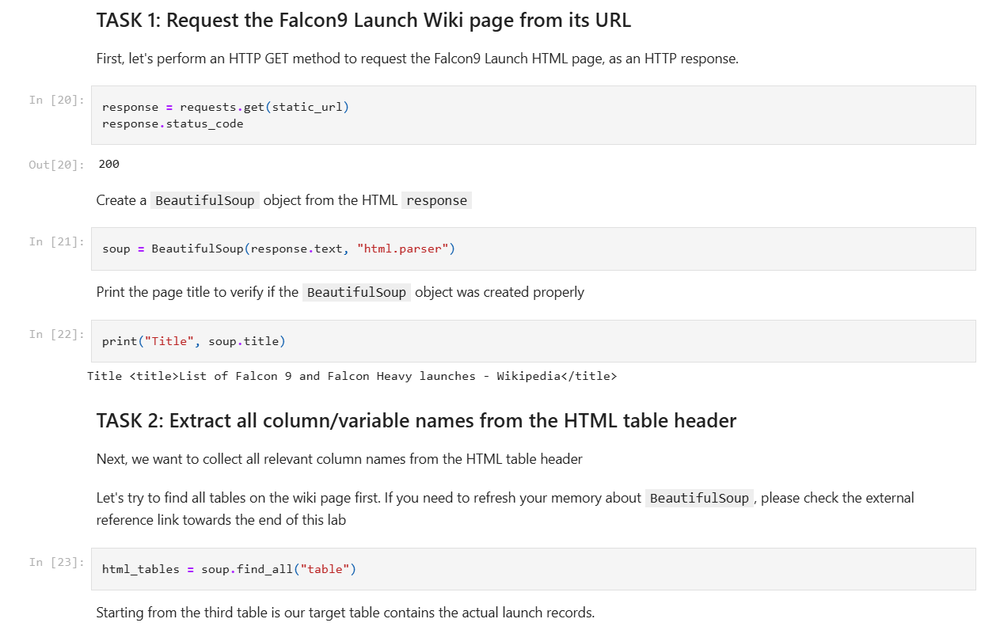 TASK 1: Request the Falcon9 Launch Wiki page from its URL
First, let's perform an HTTP GET method to request the Falcon9 Launch HTML page, as an HTTP response.
In [20]:
response = requests.get(static_url)
response.status_code
Out[20]: 200
Create a BeautifulSoup object from the HTML response
In [21]:
soup = BeautifulSoup(response.text, "html.parser")
Print the page title to verify if the BeautifulSoup object was created properly
In [22]:
print("Title", soup.title)
Title <title>List of Falcon 9 and Falcon Heavy launches - Wikipedia</title>
TASK 2: Extract all column/variable names from the HTML table header
Next, we want to collect all relevant column names from the HTML table header
Let's try to find all tables on the wiki page first. If you need to refresh your memory about BeautifulSoup , please check the external
reference link towards the end of this lab
In [23]:
html_tables = soup.find_all("table")
Starting from the third table is our target table contains the actual launch records.